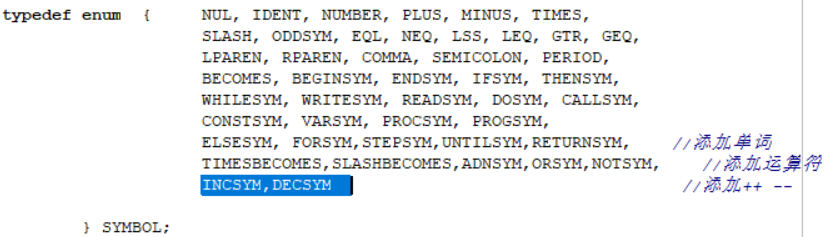 typedef enum { NUL, IDENT, NUMBER, PLUS, MINUS, TIMES,
SLASH, ODDSYM, EQL, NEQ, LSS, LEQ, GTR, GEQ,
LPAREN, RPAREN, COMMA, SEMICOLON, PERIOD,
BECOMES, BEGINSYM, ENDSYM, IFSYM, THENSYM,
WHILESYM, WRITESYM, READSYM, DOSYM, CALLSYM,
CONSTSYM, VARSYM, PROCSYM, PROGSYM,
ELSESYM, FORSYM,STEPSYM,UNTILSYM,RETURNSYM, //添加单词
TIMESBECOMES,SLASHBECOMES,ADNSYM,ORSYM,NOTSYM, //添加运算符
INCSYM,DECSYM //添加++ --
} SYMBOL;